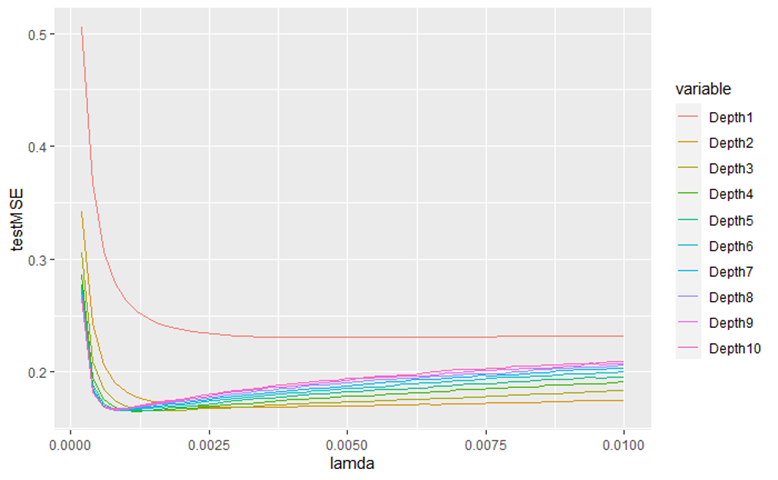 0.5
0.4
0.3
0.2
testMSE
0.0000
0.0025
0.0050
0.0075
0.0100
lamda
variable
Depth1
Depth2
Depth3
Depth4
Depth5
Depth6
Depth7
Depth8
Depth9
Depth10